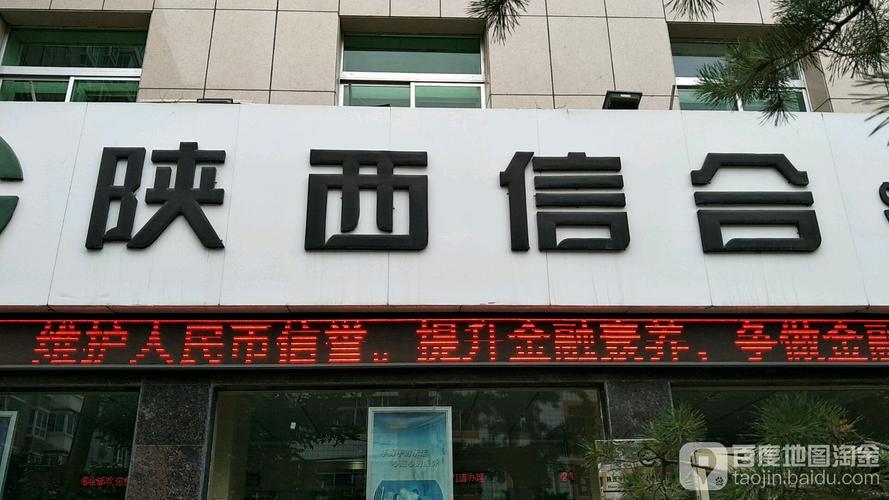 陕西信合
维护人民币信誉。提升金融素养、争做金融
百度地图淘金
taojin.baidu.com